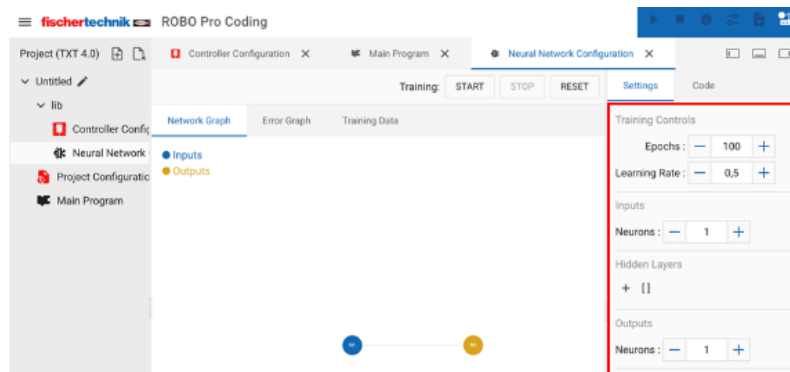 fischertechnik ROBO Pro Coding
Project (TXT 4.0)
Controller Configuration X
Main Program X
Neural Network Configuration X
Untitled
lib
Controller Config
Neural Network
Project Configuratio
Main Program
Training: START STOP RESET
Network Graph Error Graph Training Data
Inputs
Outputs
Settings Code
Training Controls
Epochs : — 100 +
Learning Rate : — 0,5 +
Inputs
Neurons : — 1 +
Hidden Layers
+ []
Outputs
Neurons : — 1 +